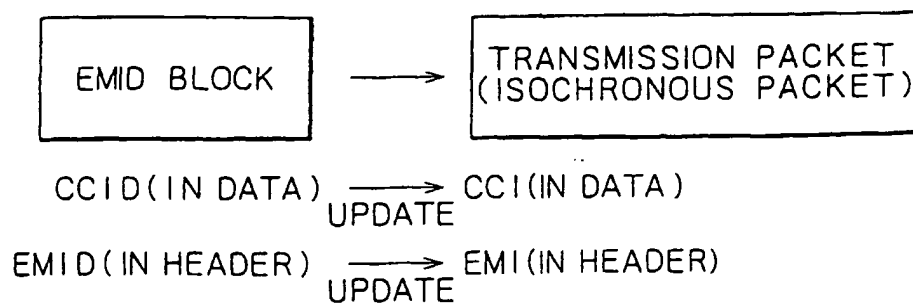 EMID BLOCK
TRANSMISSION PACKET
(ISOCHRONOUS PACKET)
CCID(IN DATA) CCI(IN DATA)
UPDATE
EMID(IN HEADER) EMI(IN HEADER)
UPDATE